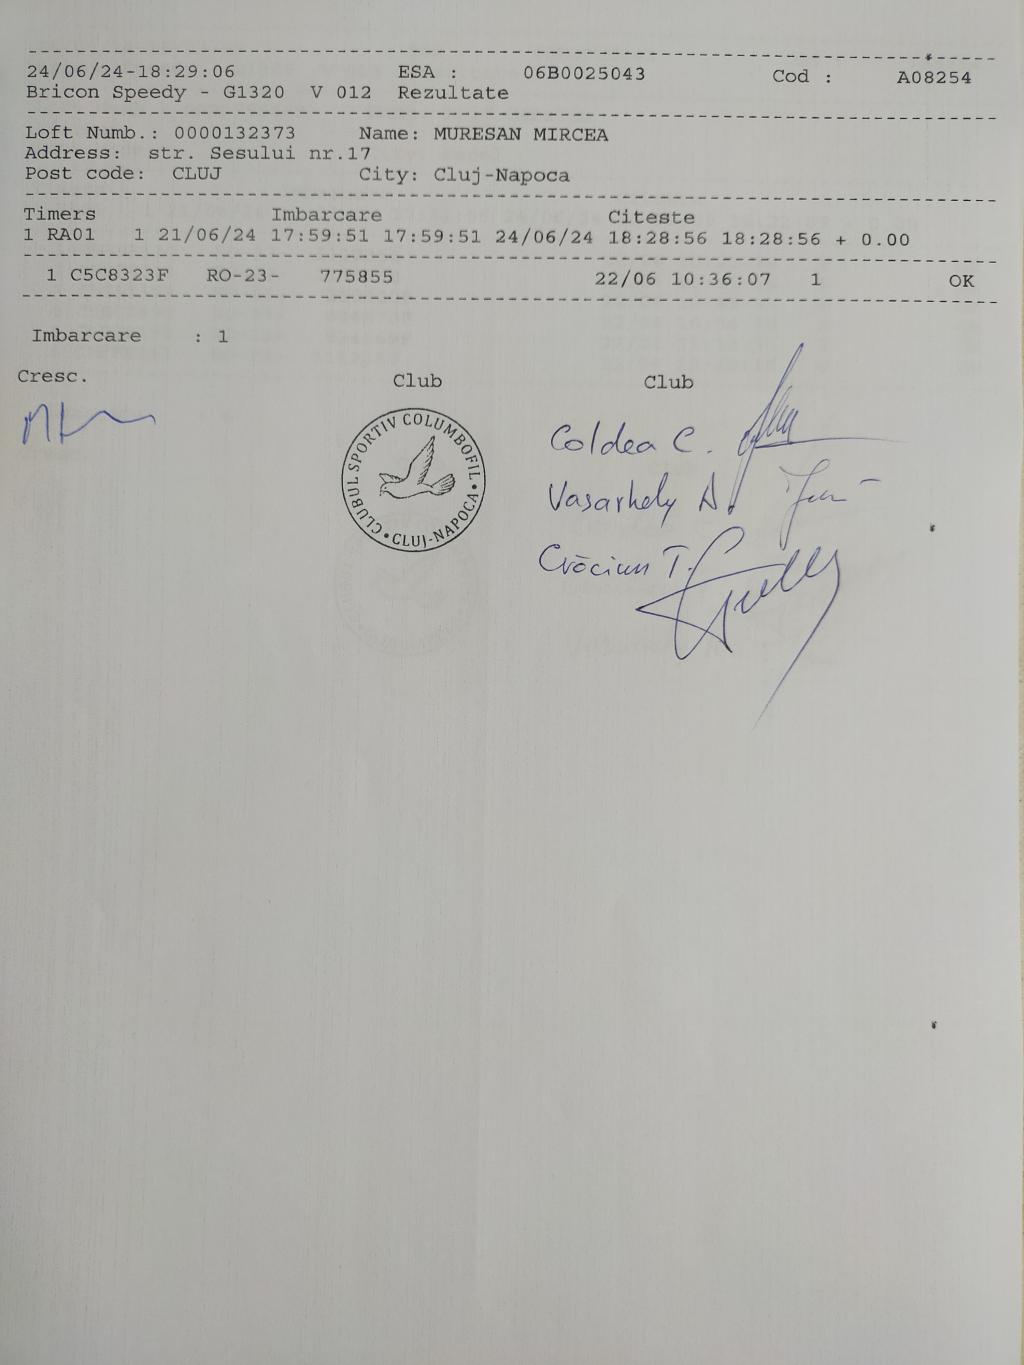 24/06/24-18:29:06 ESA : 06B0025043 Cod : A08254
Bricon Speedy - G1320 V 012 Rezultate
Loft Numb.: 0000132373 Name: MURESAN MIRCEA
Address: str. Sesului nr.17
Post code: CLUJ City: Cluj-Napoca
Timers Imbarcare Citeste
1 RA01 1 21/06/24 17:59:51 17:59:51 24/06/24 18:28:56 18:28:56 + 0.00
1 C5C8323F RO-23- 775855 22/06 10:36:07 1 OK
Imbarcare : 1
Cresc. Club Club
CLUBUL SPORTIV COLUMBOFIL • CLUJ-NAPOCA •
Coldea C.
Vasarhely A.
Crăciun T.